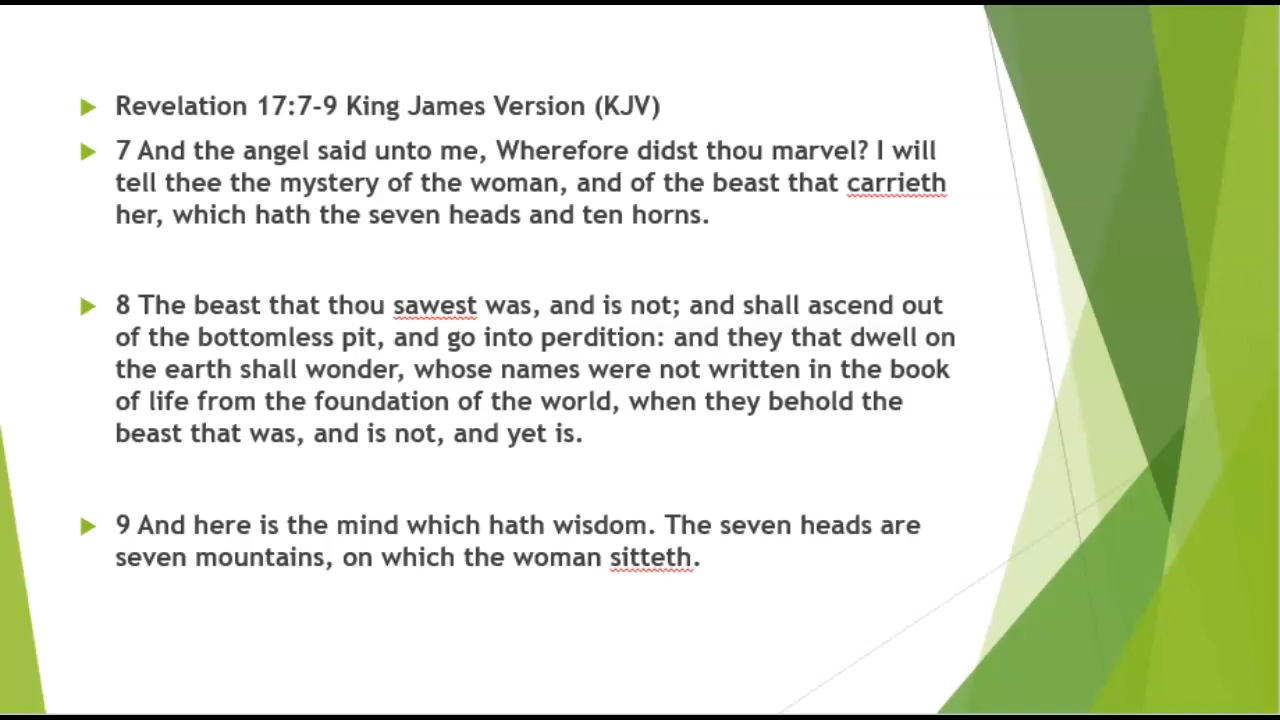 Revelation 17:7-9 King James Version (KJV)
7 And the angel said unto me, Wherefore didst thou marvel? I will
tell thee the mystery of the woman, and of the beast that carrieth
her, which hath the seven heads and ten horns.
8 The beast that thou sawest was, and is not; and shall ascend out
of the bottomless pit, and go into perdition: and they that dwell on
the earth shall wonder, whose names were not written in the book
of life from the foundation of the world, when they behold the
beast that was, and is not, and yet is.
9 And here is the mind which hath wisdom. The seven heads are
seven mountains, on which the woman sitteth.